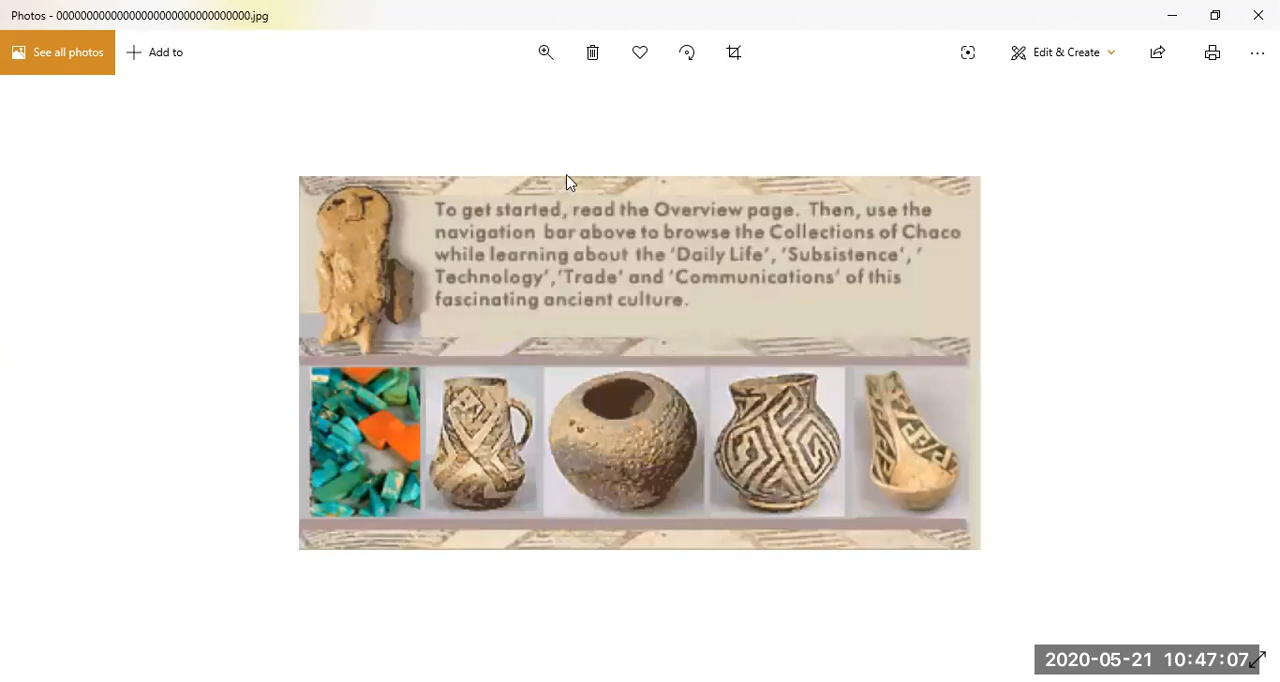 Photos - 0000000000000000000000000000000.jpg
See all photos
Add to
Edit & Create
To get started, read the Overview page. Then, use the
navigation bar above to browse the Collections of Chaco
while learning about the 'Daily Life', 'Subsistence', '
Technology', 'Trade' and 'Communications' of this
fascinating ancient culture.
2020-05-21 10:47:07